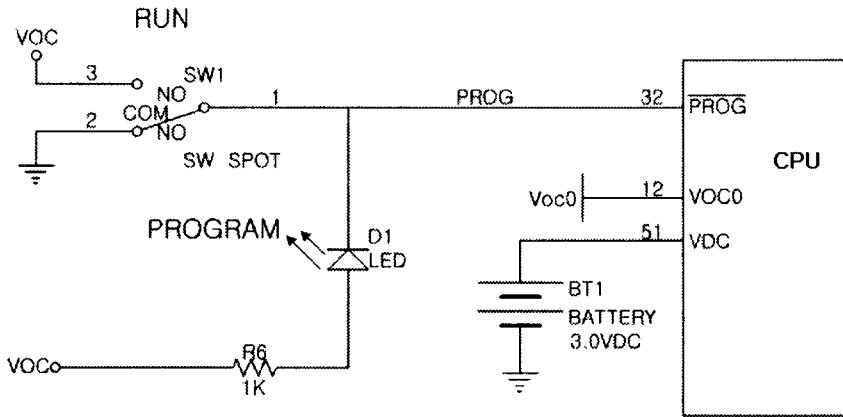 RUN
VOC
3
SW1
NO
COM
NO
2
1
SW SPOT
PROG
32
PROG
CPU
Voc0
12
VOC0
51
VDC
PROGRAM
D1
LED
BT1
BATTERY
3.0VDC
VOC
R6
1K